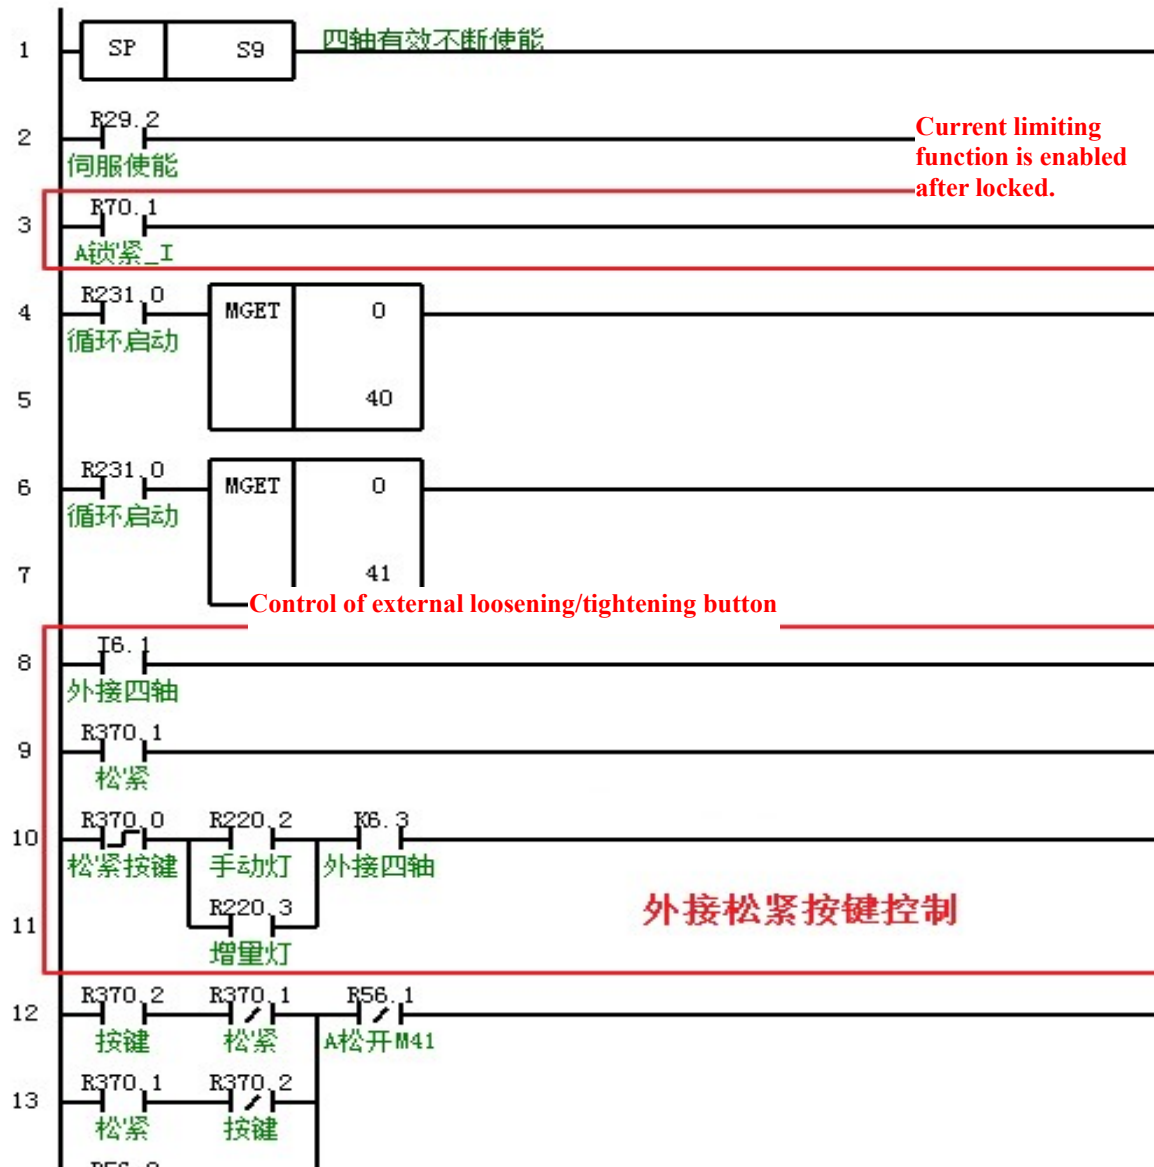 1 SP S9 四轴有效不断使能
R29.2
2
伺服使能
Current limiting
function is enabled
after locked.
R70.1
3
A锁紧_I
R231.0
4 MGET 0
循环启动
5 40
R231.0
6 MGET 0
循环启动
7 41
Control of external loosening/tightening button
I6.1
8
外接四轴
R370.1
9
松紧
R370.0 R220.2 K6.3
10
松紧按键 手动灯 外接四轴
R220.3
11
增量灯
外接松紧按键控制
R370.2 R370.1 R56.1
12
按键 松紧 A松开M41
R370.1 R370.2
13
松紧 按键